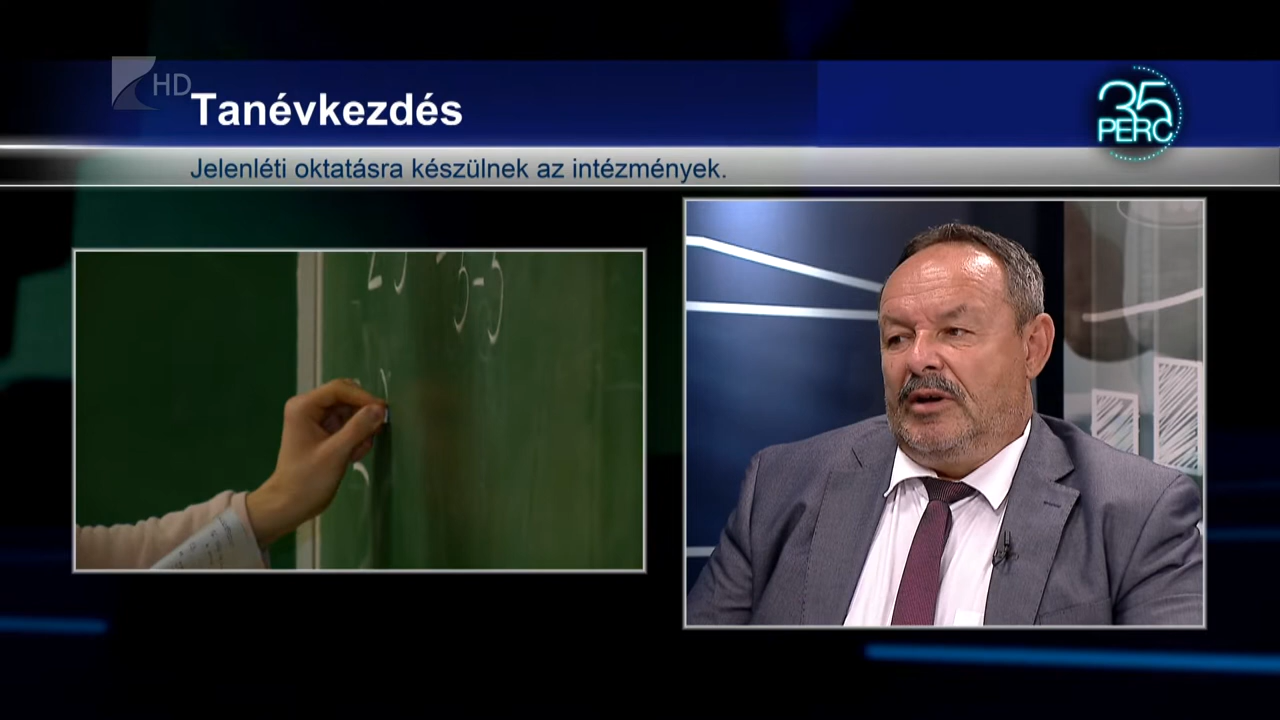 HD
Tanévkezdés
35
PERC
Jelenléti oktatásra készülnek az intézmények.